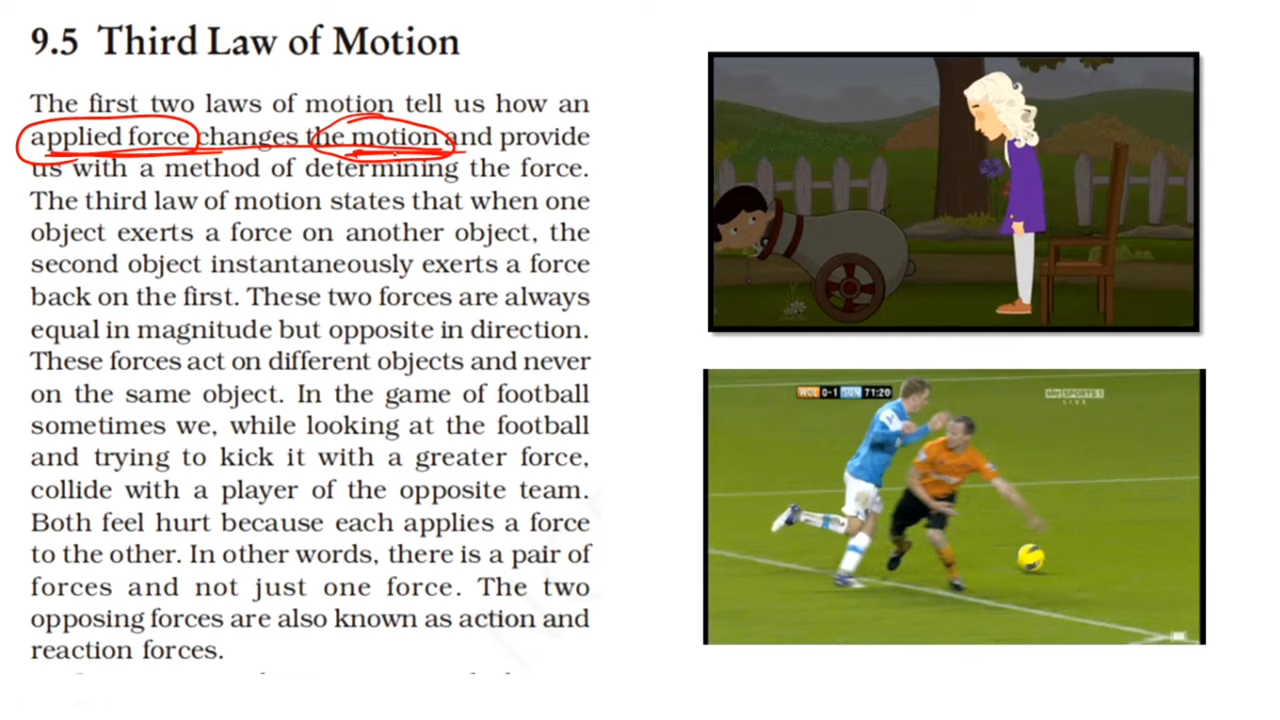 9.5 Third Law of Motion
The first two laws of motion tell us how an
applied force changes the motion and provide
us with a method of determining the force.
The third law of motion states that when one
object exerts a force on another object, the
second object instantaneously exerts a force
back on the first. These two forces are always
equal in magnitude but opposite in direction.
These forces act on different objects and never
on the same object. In the game of football
sometimes we, while looking at the football
and trying to kick it with a greater force,
collide with a player of the opposite team.
Both feel hurt because each applies a force
to the other. In other words, there is a pair of
forces and not just one force. The two
opposing forces are also known as action and
reaction forces.
WOL 0-1 SUN 71:20
sky SPORTS 1
LIVE